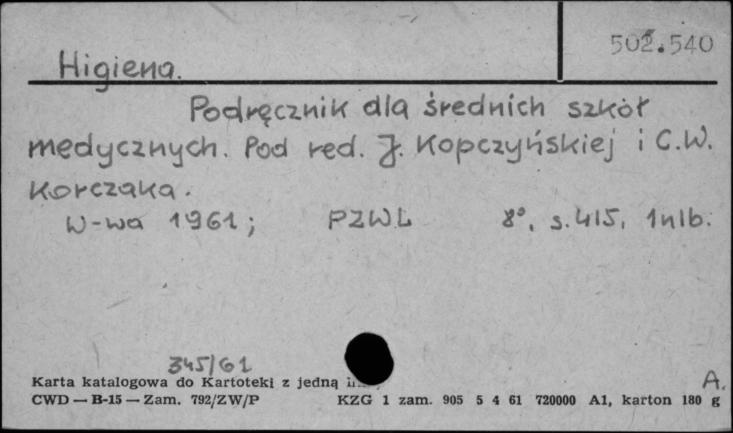 502.540
Higiena.
Podręcznik dla średnich szkół
medycznych. Pod red. J. Kopczyńskiej i C.W.
Korczaka.
W-wa 1961; PZWL 8°, s. 415, 1 nlb.
345/61
Karta katalogowa do Kartoteki z jedną
A.
CWD — B-15 — Zam. 792/ZW/P KZG 1 zam. 905 5 4 61 720000 A1, karton 180 g